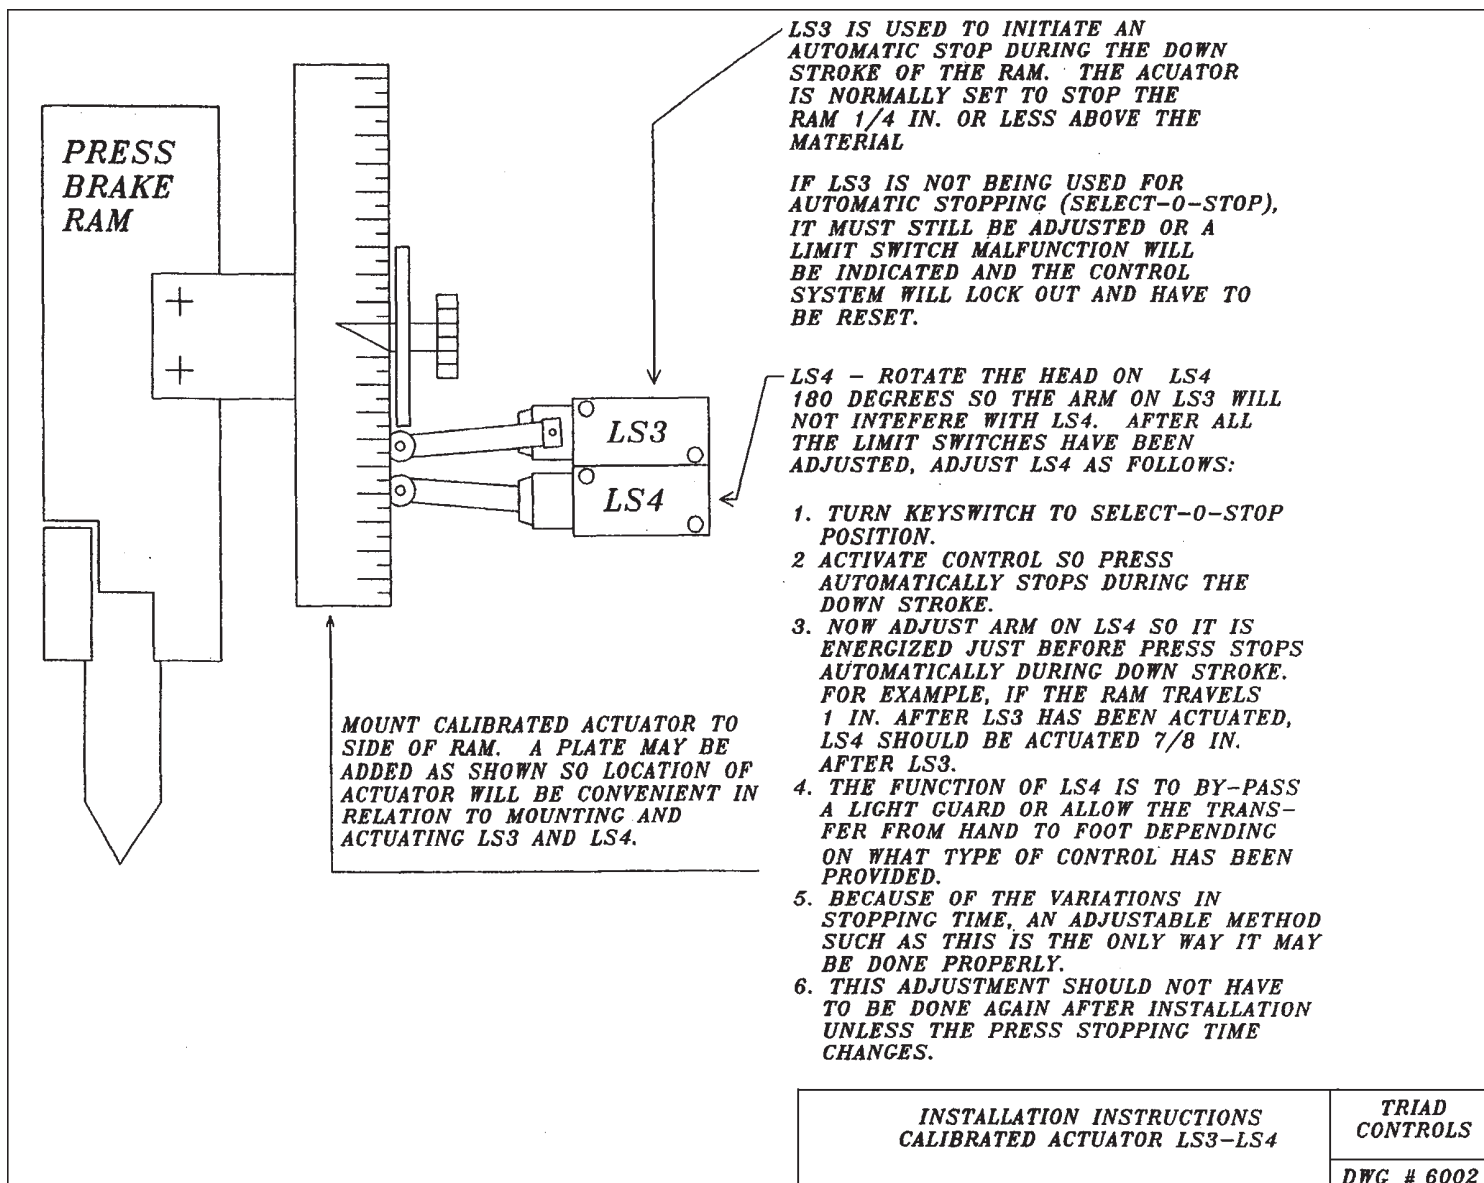 PRESS
BRAKE
RAM
LS3 IS USED TO INITIATE AN
AUTOMATIC STOP DURING THE DOWN
STROKE OF THE RAM. THE ACUATOR
IS NORMALLY SET TO STOP THE
RAM 1/4 IN. OR LESS ABOVE THE
MATERIAL
IF LS3 IS NOT BEING USED FOR
AUTOMATIC STOPPING (SELECT-O-STOP),
IT MUST STILL BE ADJUSTED OR A
LIMIT SWITCH MALFUNCTION WILL
BE INDICATED AND THE CONTROL
SYSTEM WILL LOCK OUT AND HAVE TO
BE RESET.
LS3
LS4
LS4 - ROTATE THE HEAD ON LS4
180 DEGREES SO THE ARM ON LS3 WILL
NOT INTEFERE WITH LS4. AFTER ALL
THE LIMIT SWITCHES HAVE BEEN
ADJUSTED, ADJUST LS4 AS FOLLOWS:
1. TURN KEYSWITCH TO SELECT-O-STOP
POSITION.
2 ACTIVATE CONTROL SO PRESS
AUTOMATICALLY STOPS DURING THE
DOWN STROKE.
3. NOW ADJUST ARM ON LS4 SO IT IS
ENERGIZED JUST BEFORE PRESS STOPS
AUTOMATICALLY DURING DOWN STROKE.
FOR EXAMPLE, IF THE RAM TRAVELS
1 IN. AFTER LS3 HAS BEEN ACTUATED,
LS4 SHOULD BE ACTUATED 7/8 IN.
AFTER LS3.
4. THE FUNCTION OF LS4 IS TO BY-PASS
A LIGHT GUARD OR ALLOW THE TRANS-
FER FROM HAND TO FOOT DEPENDING
ON WHAT TYPE OF CONTROL HAS BEEN
PROVIDED.
5. BECAUSE OF THE VARIATIONS IN
STOPPING TIME, AN ADJUSTABLE METHOD
SUCH AS THIS IS THE ONLY WAY IT MAY
BE DONE PROPERLY.
6. THIS ADJUSTMENT SHOULD NOT HAVE
TO BE DONE AGAIN AFTER INSTALLATION
UNLESS THE PRESS STOPPING TIME
CHANGES.
MOUNT CALIBRATED ACTUATOR TO
SIDE OF RAM. A PLATE MAY BE
ADDED AS SHOWN SO LOCATION OF
ACTUATOR WILL BE CONVENIENT IN
RELATION TO MOUNTING AND
ACTUATING LS3 AND LS4.
INSTALLATION INSTRUCTIONS
CALIBRATED ACTUATOR LS3-LS4
TRIAD
CONTROLS
DWG # 6002